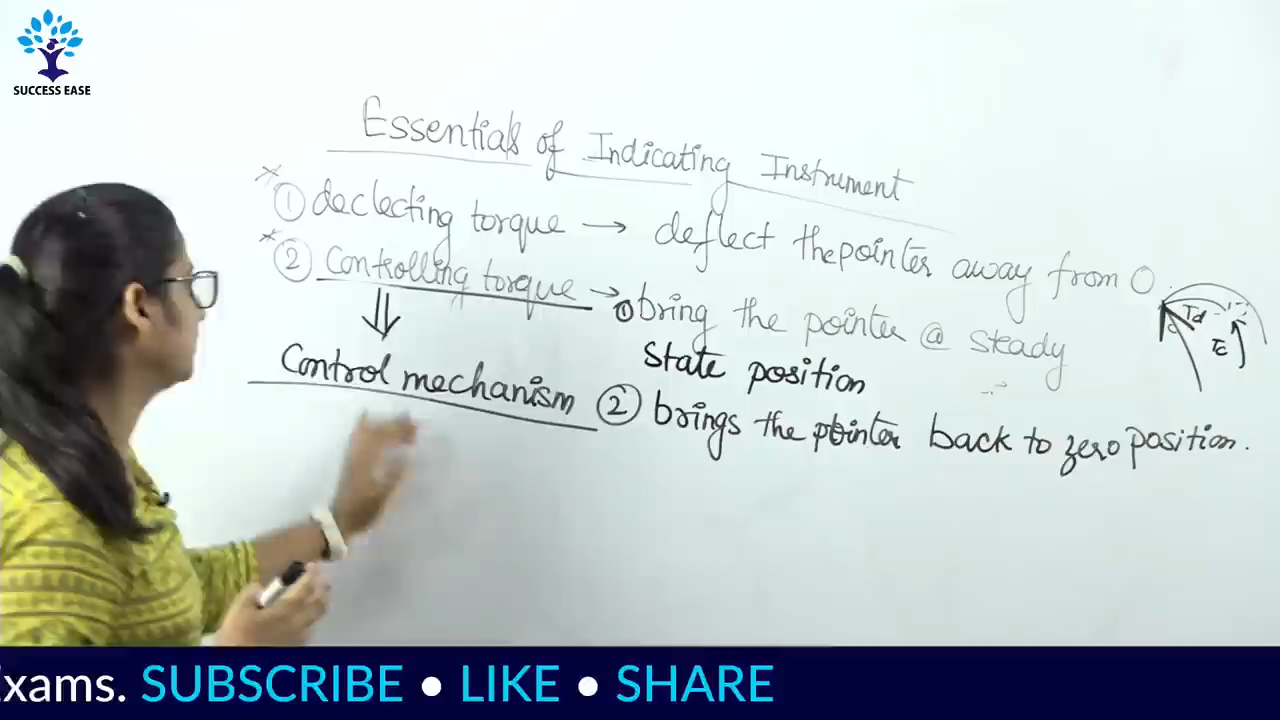 SUCCESS EASE
Essentials of Indicating Instrument
① declecting torque → deflect the pointer away from 0
② Controlling torque → ① bring the pointer @ steady
state position
Td
Tc
⇓
Control mechanism
② brings the pointer back to zero position.
xams. SUBSCRIBE • LIKE • SHARE